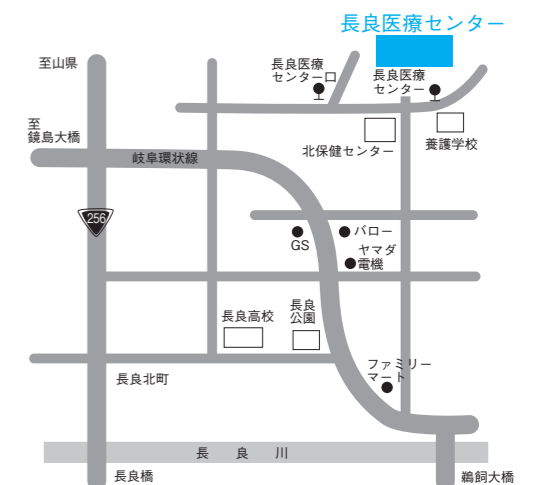 長良医療センター
至山県
長良医療
センター口
長良医療
センター
至
鏡島大橋
岐阜環状線
北保健センター
養護学校
256
GS
バロー
ヤマダ
電機
長良高校
長良
公園
ファミリー
マート
長良北町
長良川
長良橋
鵜飼大橋